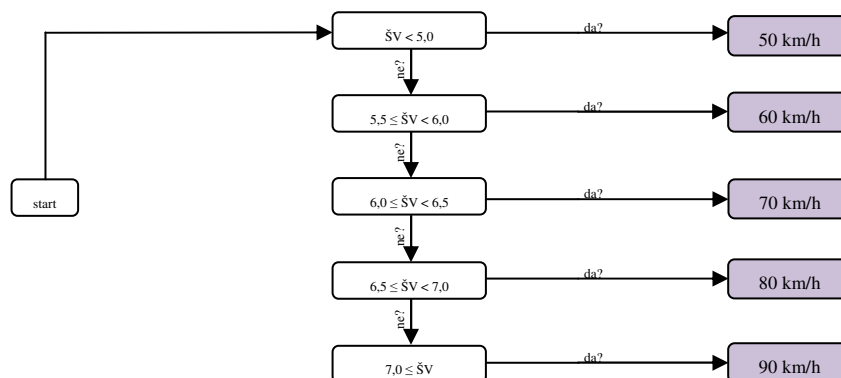 ŠV < 5,0
da?
50 km/h
ne?
5,5 ≤ ŠV < 6,0
da?
60 km/h
ne?
start
6,0 ≤ ŠV < 6,5
da?
70 km/h
ne?
6,5 ≤ ŠV < 7,0
da?
80 km/h
ne?
7,0 ≤ ŠV
da?
90 km/h